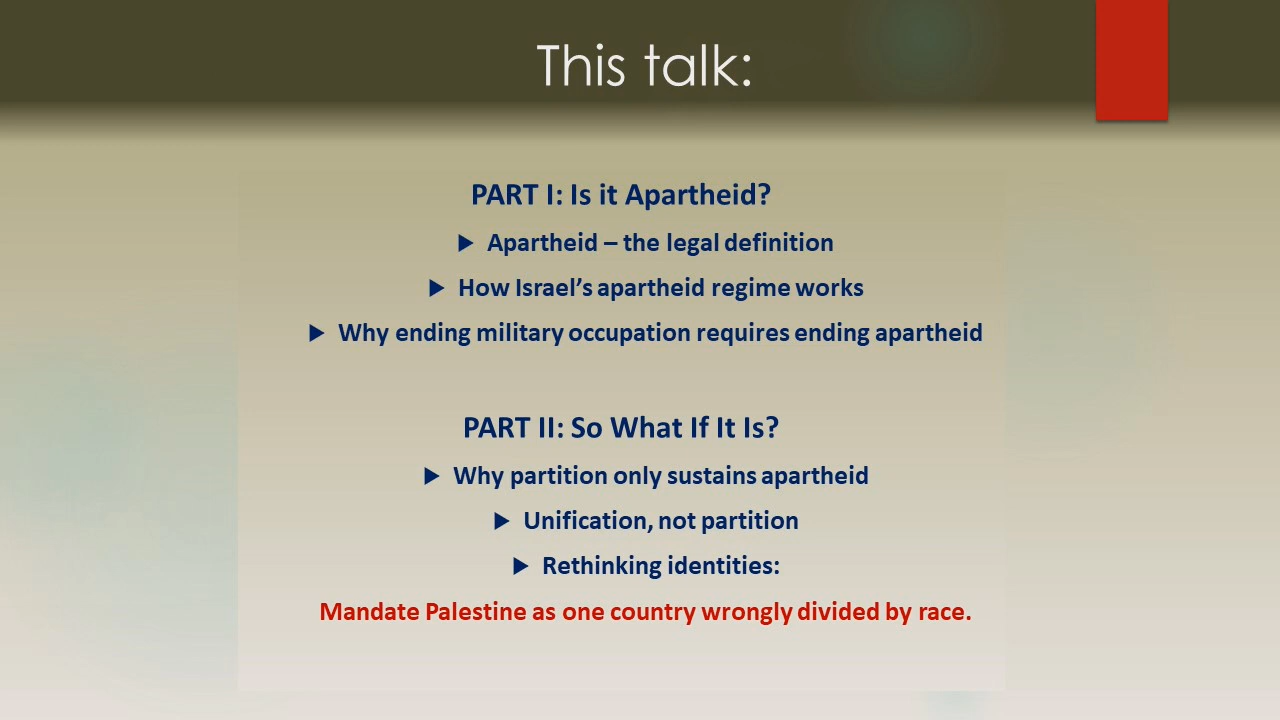 This talk:
PART I: Is it Apartheid?
▶ Apartheid – the legal definition
▶ How Israel’s apartheid regime works
▶ Why ending military occupation requires ending apartheid
PART II: So What If It Is?
▶ Why partition only sustains apartheid
▶ Unification, not partition
▶ Rethinking identities:
Mandate Palestine as one country wrongly divided by race.